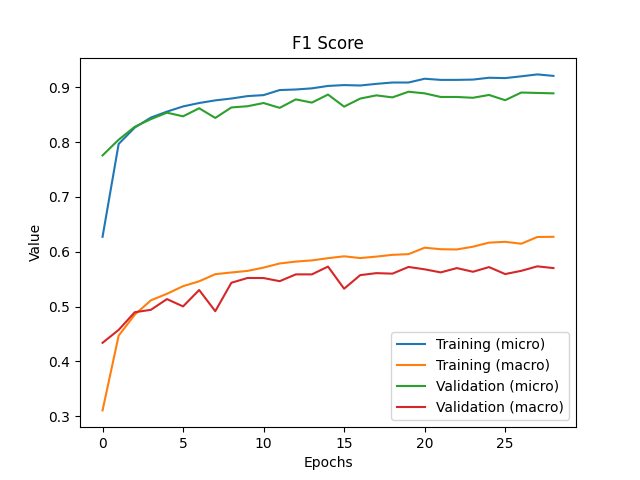 F1 Score
Value
0.9
0.8
0.7
0.6
0.5
0.4
0.3
0 5 10 15 20 25
Epochs
Training (micro)
Training (macro)
Validation (micro)
Validation (macro)